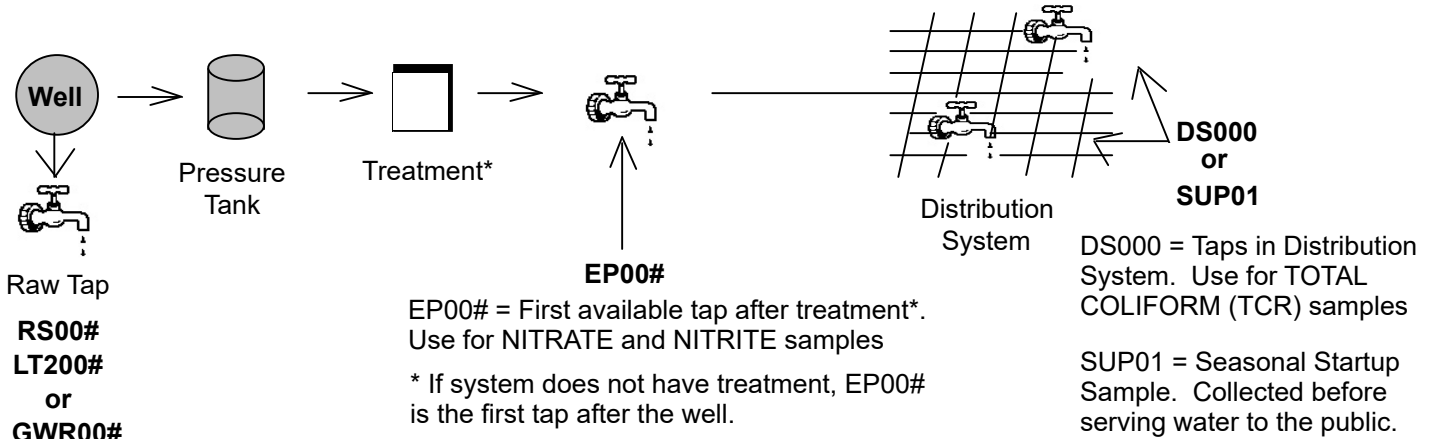 Well
Pressure
Tank
Treatment*
Raw Tap
RS00#
LT200#
or
GWR00#
EP00#
EP00# = First available tap after treatment*.
Use for NITRATE and NITRITE samples
* If system does not have treatment, EP00#
is the first tap after the well.
Distribution
System
DS000
or
SUP01
DS000 = Taps in Distribution
System. Use for TOTAL
COLIFORM (TCR) samples
SUP01 = Seasonal Startup
Sample. Collected before
serving water to the public.